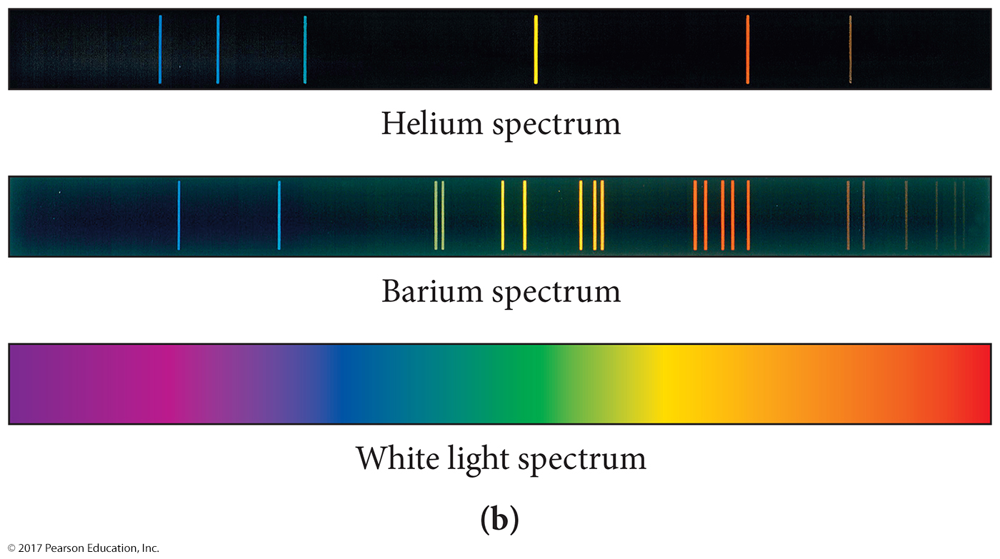 Helium spectrum
Barium spectrum
White light spectrum
(b)
© 2017 Pearson Education, Inc.